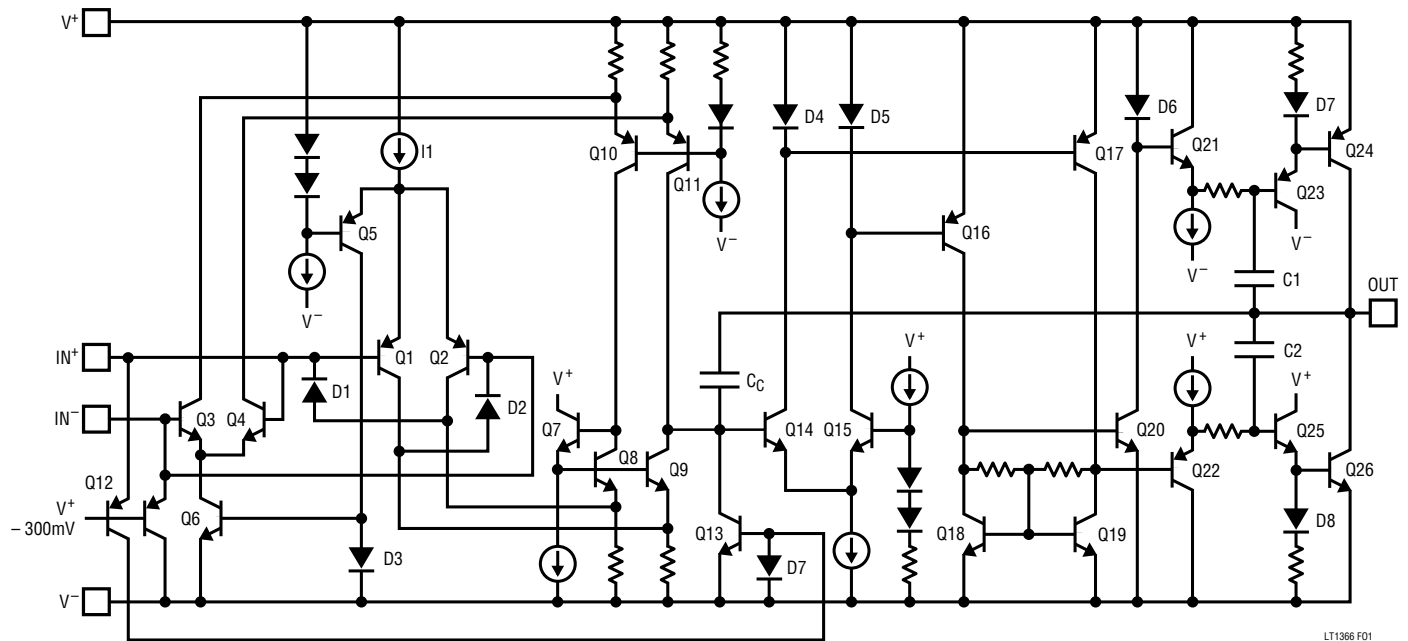 V+
D4
D5
D6
D7
Q21
Q24
I1
Q10
Q11
Q17
Q23
Q5
V–
Q16
V–
V–
V–
C1
OUT
IN+
Q1
Q2
V+
C2
D1
CC
V+
V+
IN–
Q3
Q4
D2
Q7
Q14
Q15
Q20
Q25
Q8
Q9
Q22
Q26
Q12
V+
– 300mV
Q6
Q13
Q18
Q19
D8
D3
D7
V–
LT1366 F01